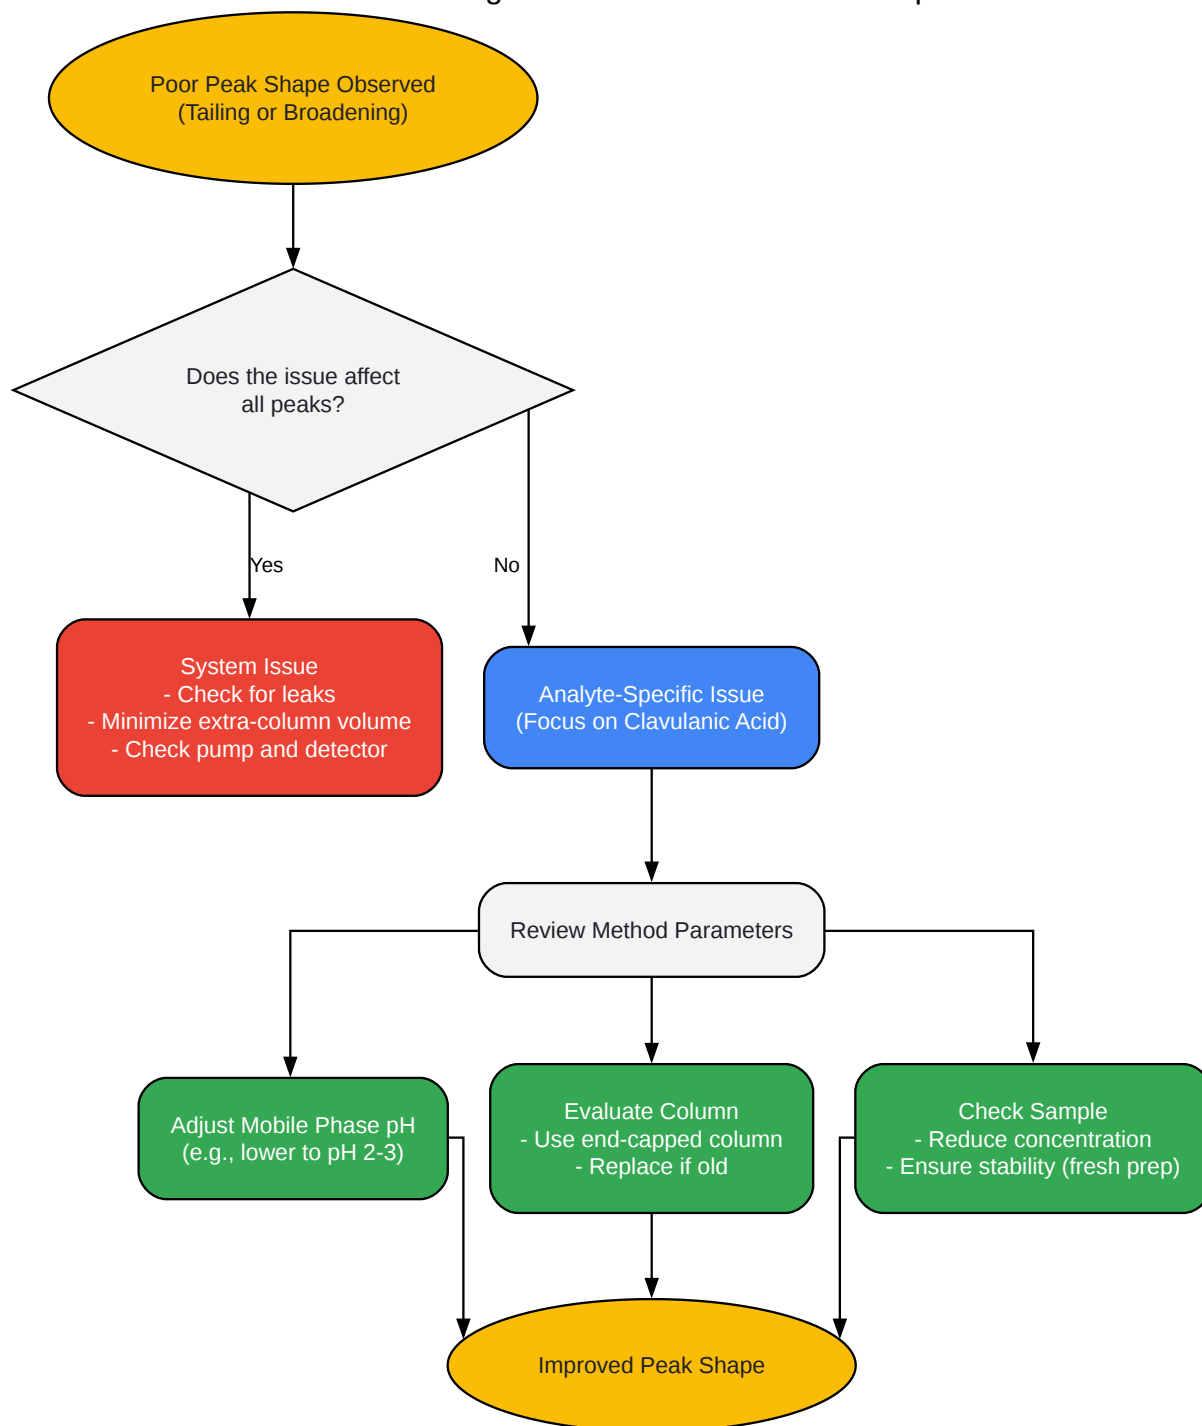 Poor Peak Shape Observed
(Tailing or Broadening)
Does the issue affect
all peaks?
Yes
No
System Issue
- Check for leaks
- Minimize extra-column volume
- Check pump and detector
Analyte-Specific Issue
(Focus on Clavulanic Acid)
Review Method Parameters
Adjust Mobile Phase pH
(e.g., lower to pH 2-3)
Evaluate Column
- Use end-capped column
- Replace if old
Check Sample
- Reduce concentration
- Ensure stability (fresh prep)
Improved Peak Shape